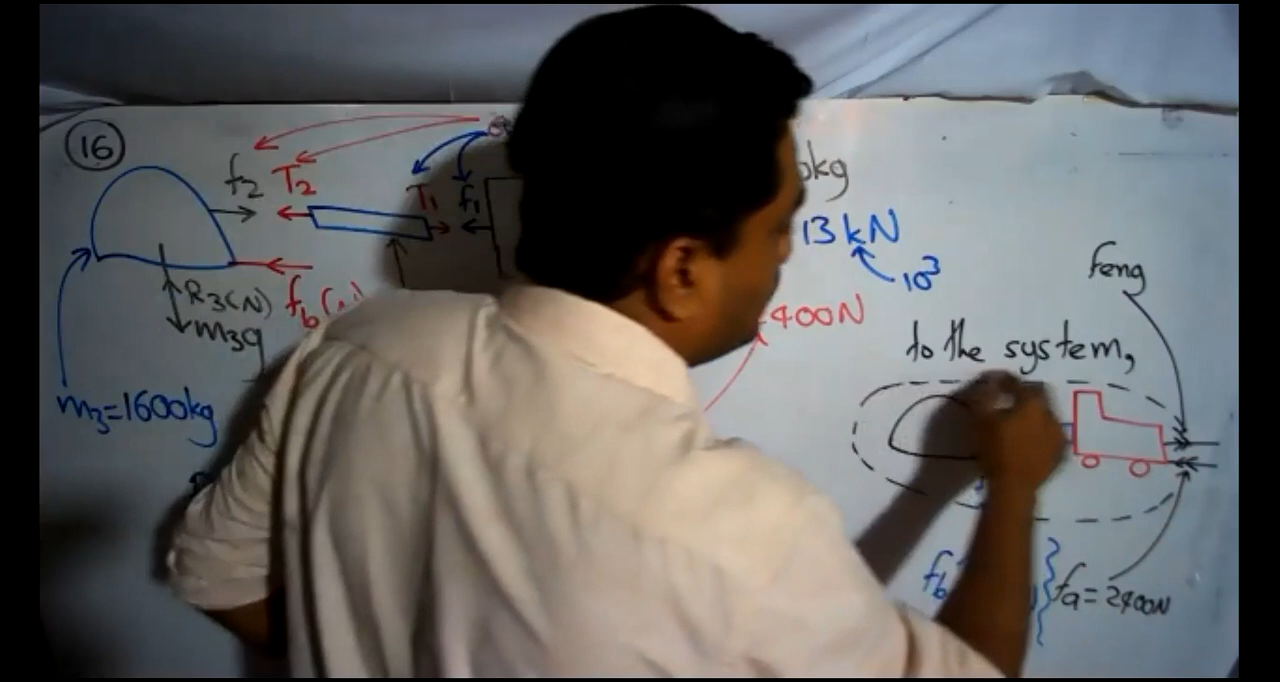 16
f2 T2
T1 f1
R3(N)
m3g
m3=1600kg
kg
13 kN
10³
400N
feng
to the system,
fb
fa=2400N